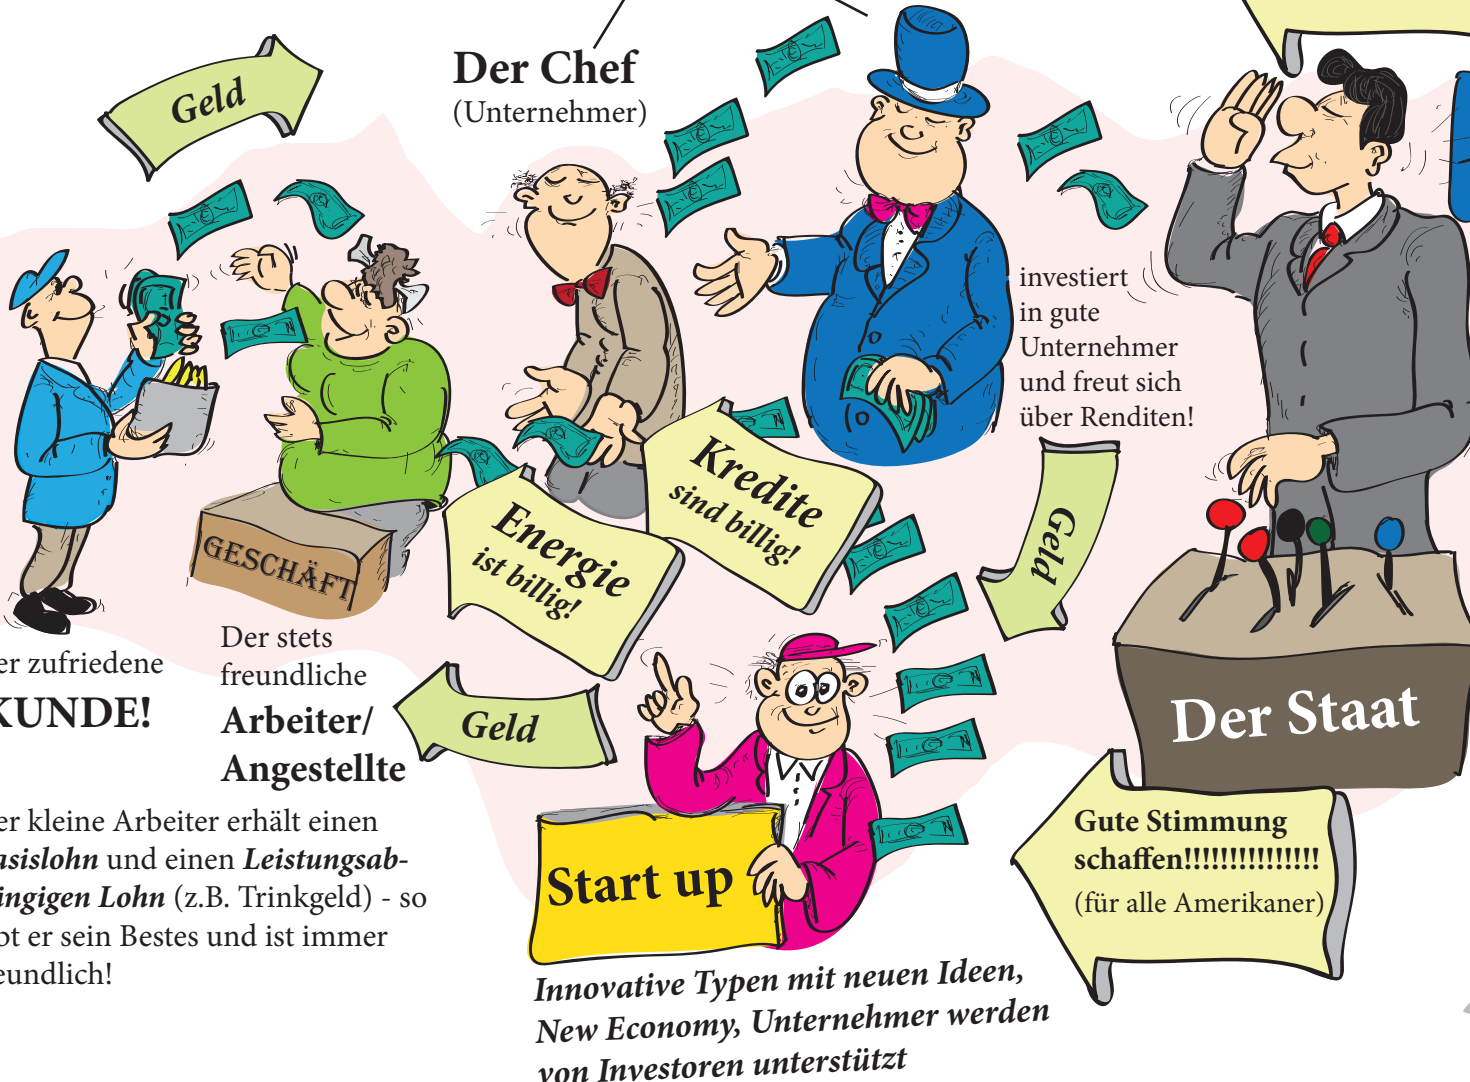 Geld
Der Chef
(Unternehmer)
investiert
in gute
Unternehmer
und freut sich
über Renditen!
Kredite
sind billig!
Energie
ist billig!
Geld
GESCHÄFT
Der stets
freundliche
Arbeiter/
Angestellte
er zufriedene
KUNDE!
Geld
er kleine Arbeiter erhält einen
asislohn und einen Leistungsab-
ngigen Lohn (z.B. Trinkgeld) - so
bt er sein Bestes und ist immer
eundlich!
Start up
Innovative Typen mit neuen Ideen,
New Economy, Unternehmer werden
von Investoren unterstützt
Der Staat
Gute Stimmung
schaffen!!!!!!!!!!!!!!!
(für alle Amerikaner)